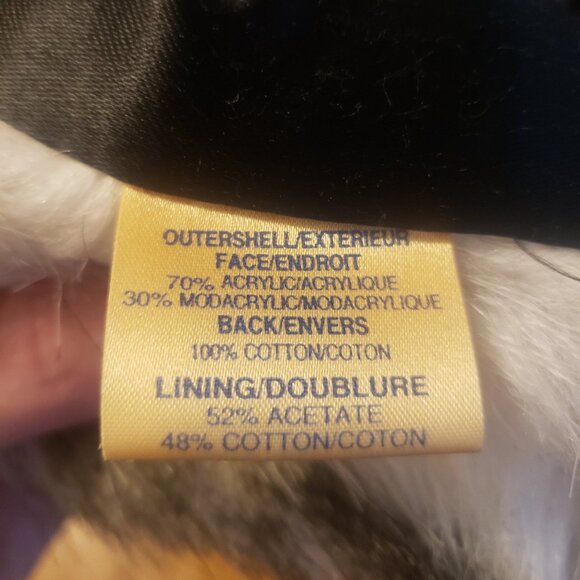 OUTERSHELL/EXTERIEUR
FACE/ENDROIT
70% ACRYLIC/ACRYLIQUE
30% MODACRYLIC/MODACRYLIQUE
BACK/ENVERS
100% COTTON/COTON
LINING/DOUBLURE
52% ACETATE
48% COTTON/COTON